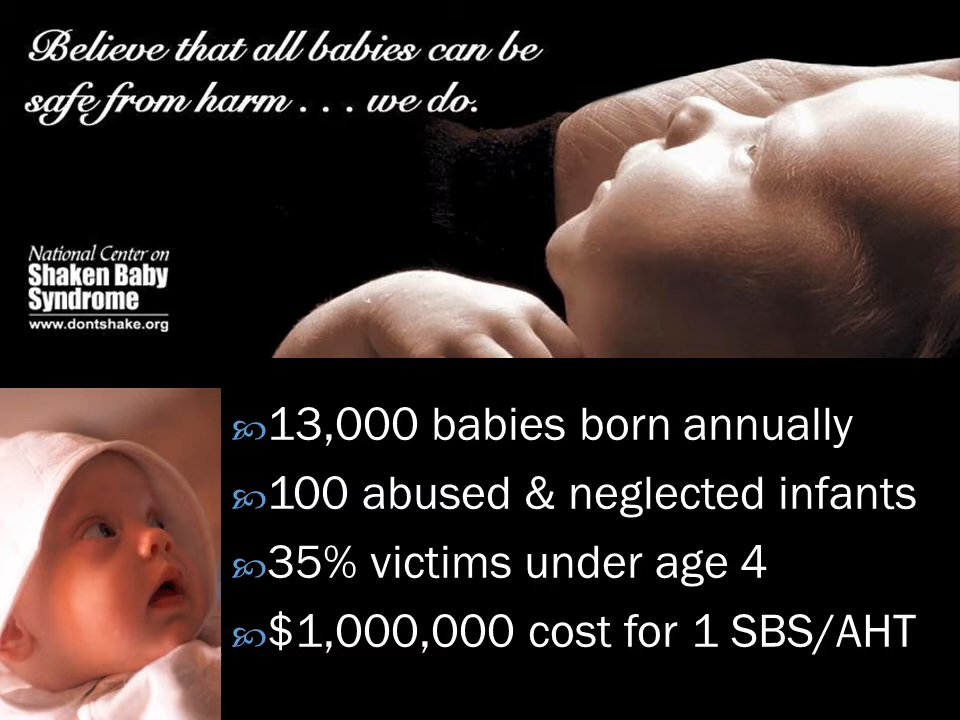 Believe that all babies can be
safe from harm . . . we do.
National Center on
Shaken Baby
Syndrome
www.dontshake.org
13,000 babies born annually
100 abused & neglected infants
35% victims under age 4
$1,000,000 cost for 1 SBS/AHT